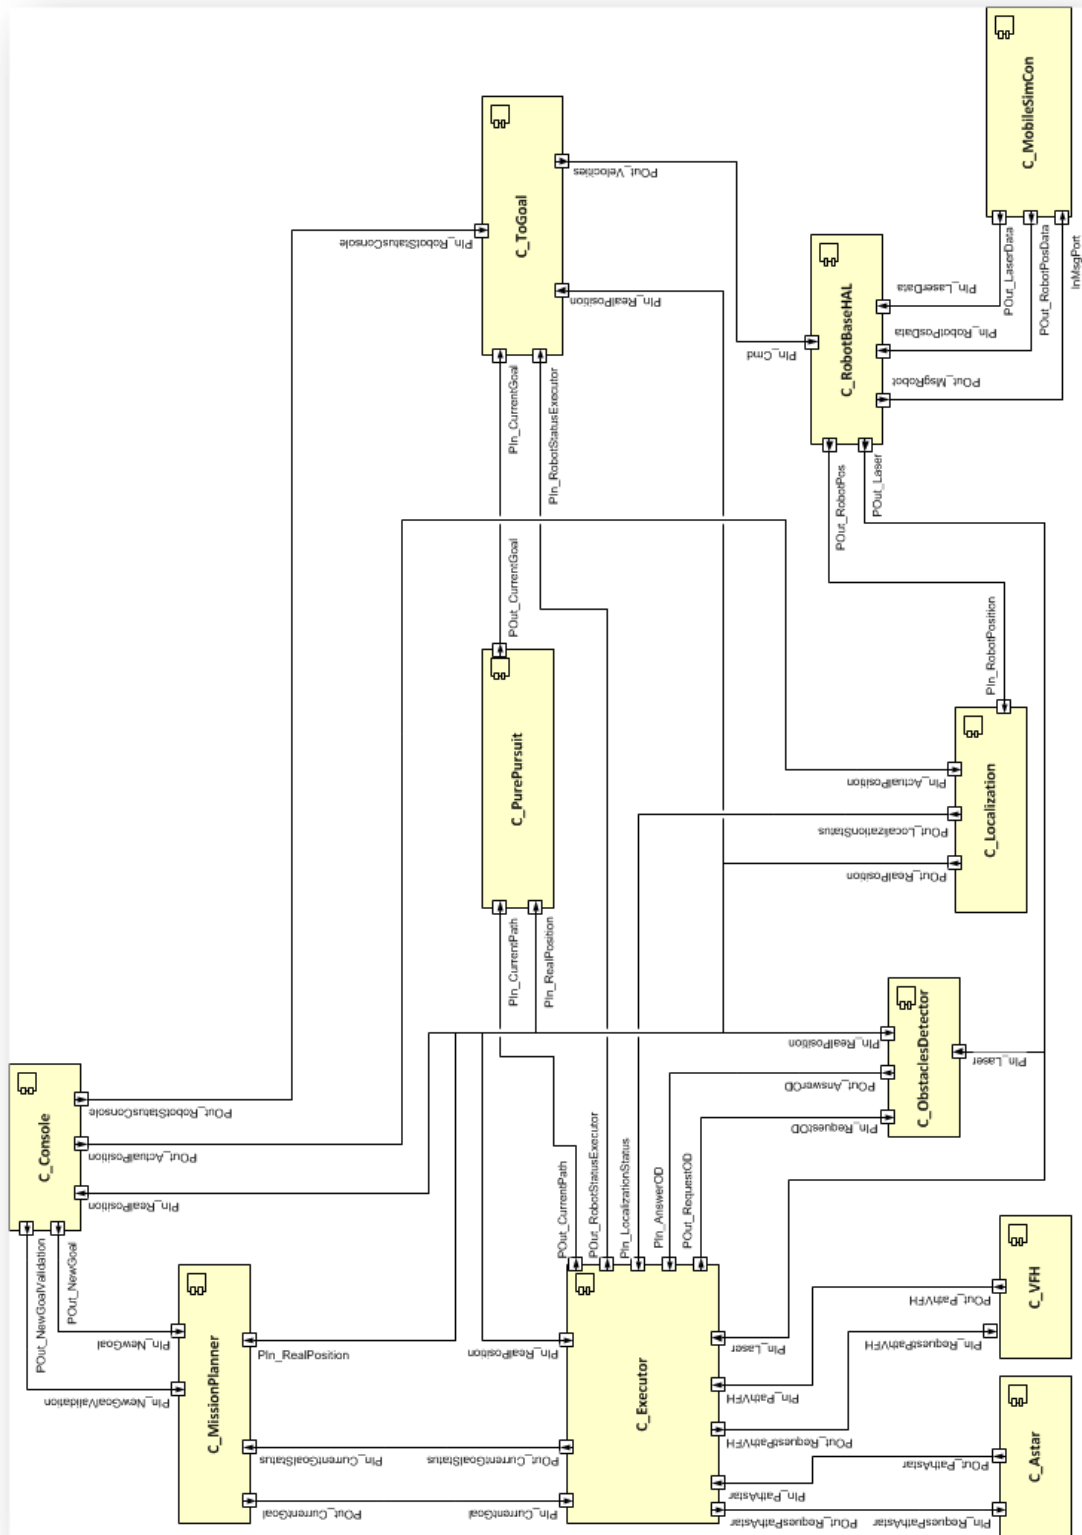 C_MobileSimCon
POut_LaserData
POut_RobotPosData
InMsgPort
C_ToGoal
PIn_RobotStatusConsole
POut_Velocities
PIn_RealPosition
PIn_CurrentGoal
PIn_RobotStatusExecutor
C_RobotBaseHAL
PIn_LaserData
PIn_RobotPosData
POut_MsgRobot
PIn_Cmd
POut_RobotPos
POut_Laser
C_PurePursuit
POut_CurrentGoal
PIn_CurrentPath
PIn_RealPosition
C_Localization
PIn_RobotPosition
PIn_ActualPosition
POut_LocalizationStatus
POut_RealPosition
C_ObstaclesDetector
PIn_RealPosition
POut_AnswerOD
PIn_RequestOD
PIn_Laser
C_Console
POut_RobotStatusConsole
POut_ActualPosition
PIn_RealPosition
POut_NewGoalValidation
POut_NewGoal
C_MissionPlanner
PIn_NewGoal
PIn_NewGoalValidation
PIn_RealPosition
PIn_CurrentGoalStatus
POut_CurrentGoal
C_Executor
POut_CurrentPath
POut_RobotStatusExecutor
PIn_LocalizationStatus
PIn_AnswerOD
POut_RequestOD
PIn_RealPosition
POut_CurrentGoalStatus
PIn_CurrentGoal
PIn_Laser
PIn_PathVFH
POut_RequestPathVFH
PIn_PathAstar
POut_RequesPathAstar
C_VFH
POut_PathVFH
PIn_RequestPathVFH
C_Astar
POut_PathAstar
PIn_RequesPathAstar